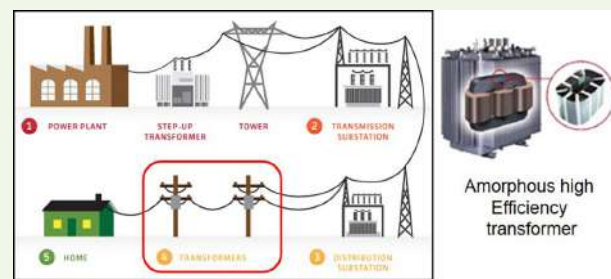 1 POWER PLANT
STEP-UP
TRANSFORMER
TOWER
2 TRANSMISSION
SUBSTATION
5 HOME
4 TRANSFORMERS
3 DISTRIBUTION
SUBSTATION
Amorphous high
Efficiency
transformer